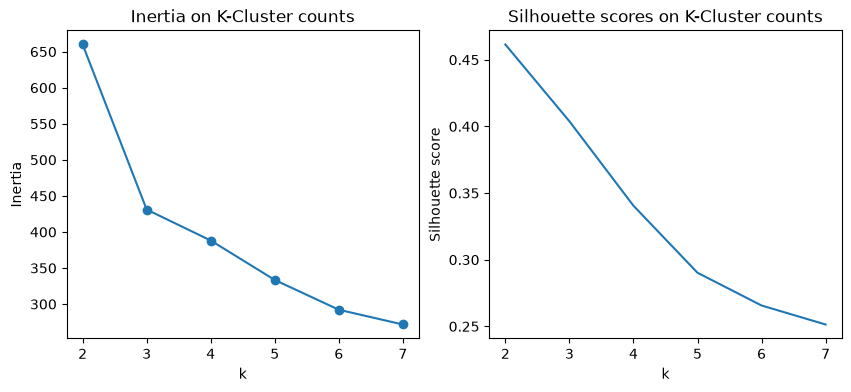 Inertia on K-Cluster counts
650
600
550
500
450
400
350
300
Inertia
2 3 4 5 6 7
k
Silhouette scores on K-Cluster counts
0.45
0.40
0.35
0.30
0.25
Silhouette score
2 3 4 5 6 7
k